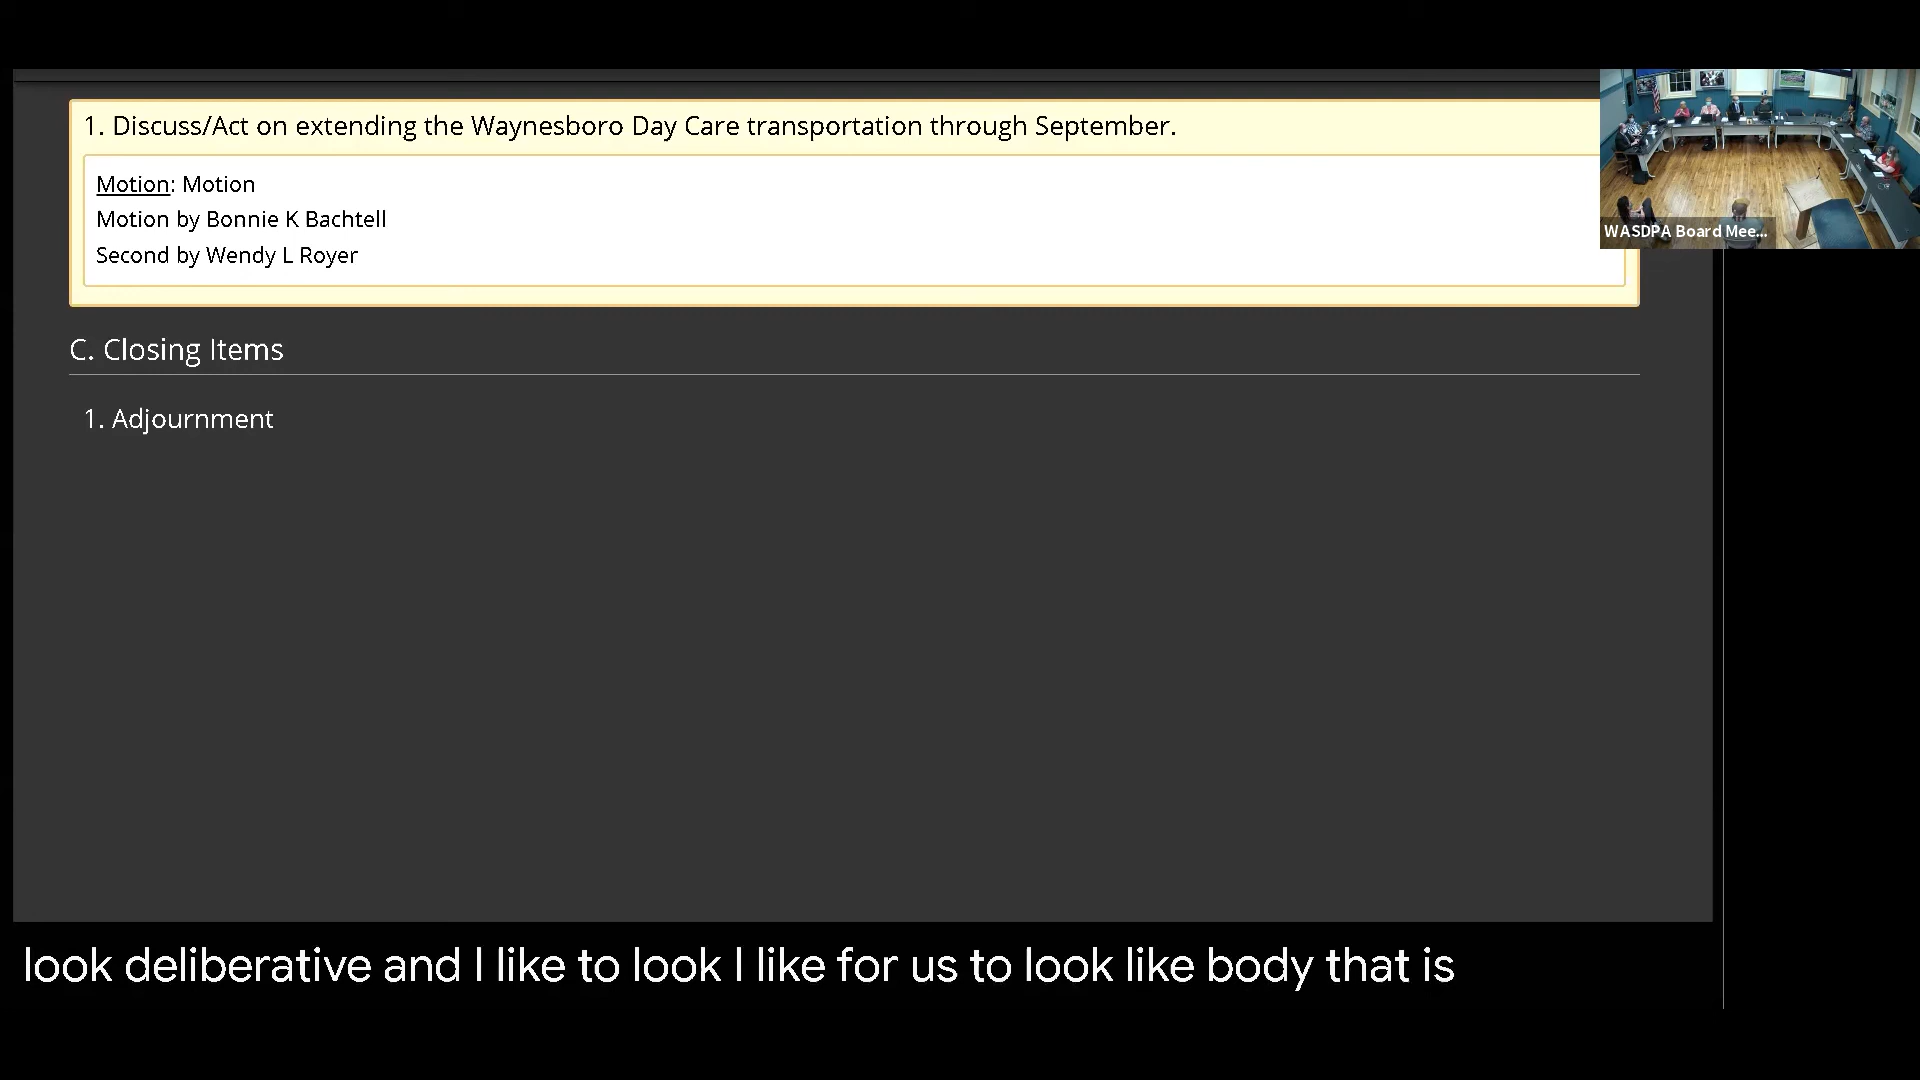 1. Discuss/Act on extending the Waynesboro Day Care transportation through September.
Motion: Motion
Motion by Bonnie K Bachtell
Second by Wendy L Royer
WASDPA Board Mee...
C. Closing Items
1. Adjournment
look deliberative and I like to look I like for us to look like body that is